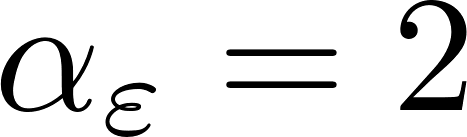 α_ε = 2